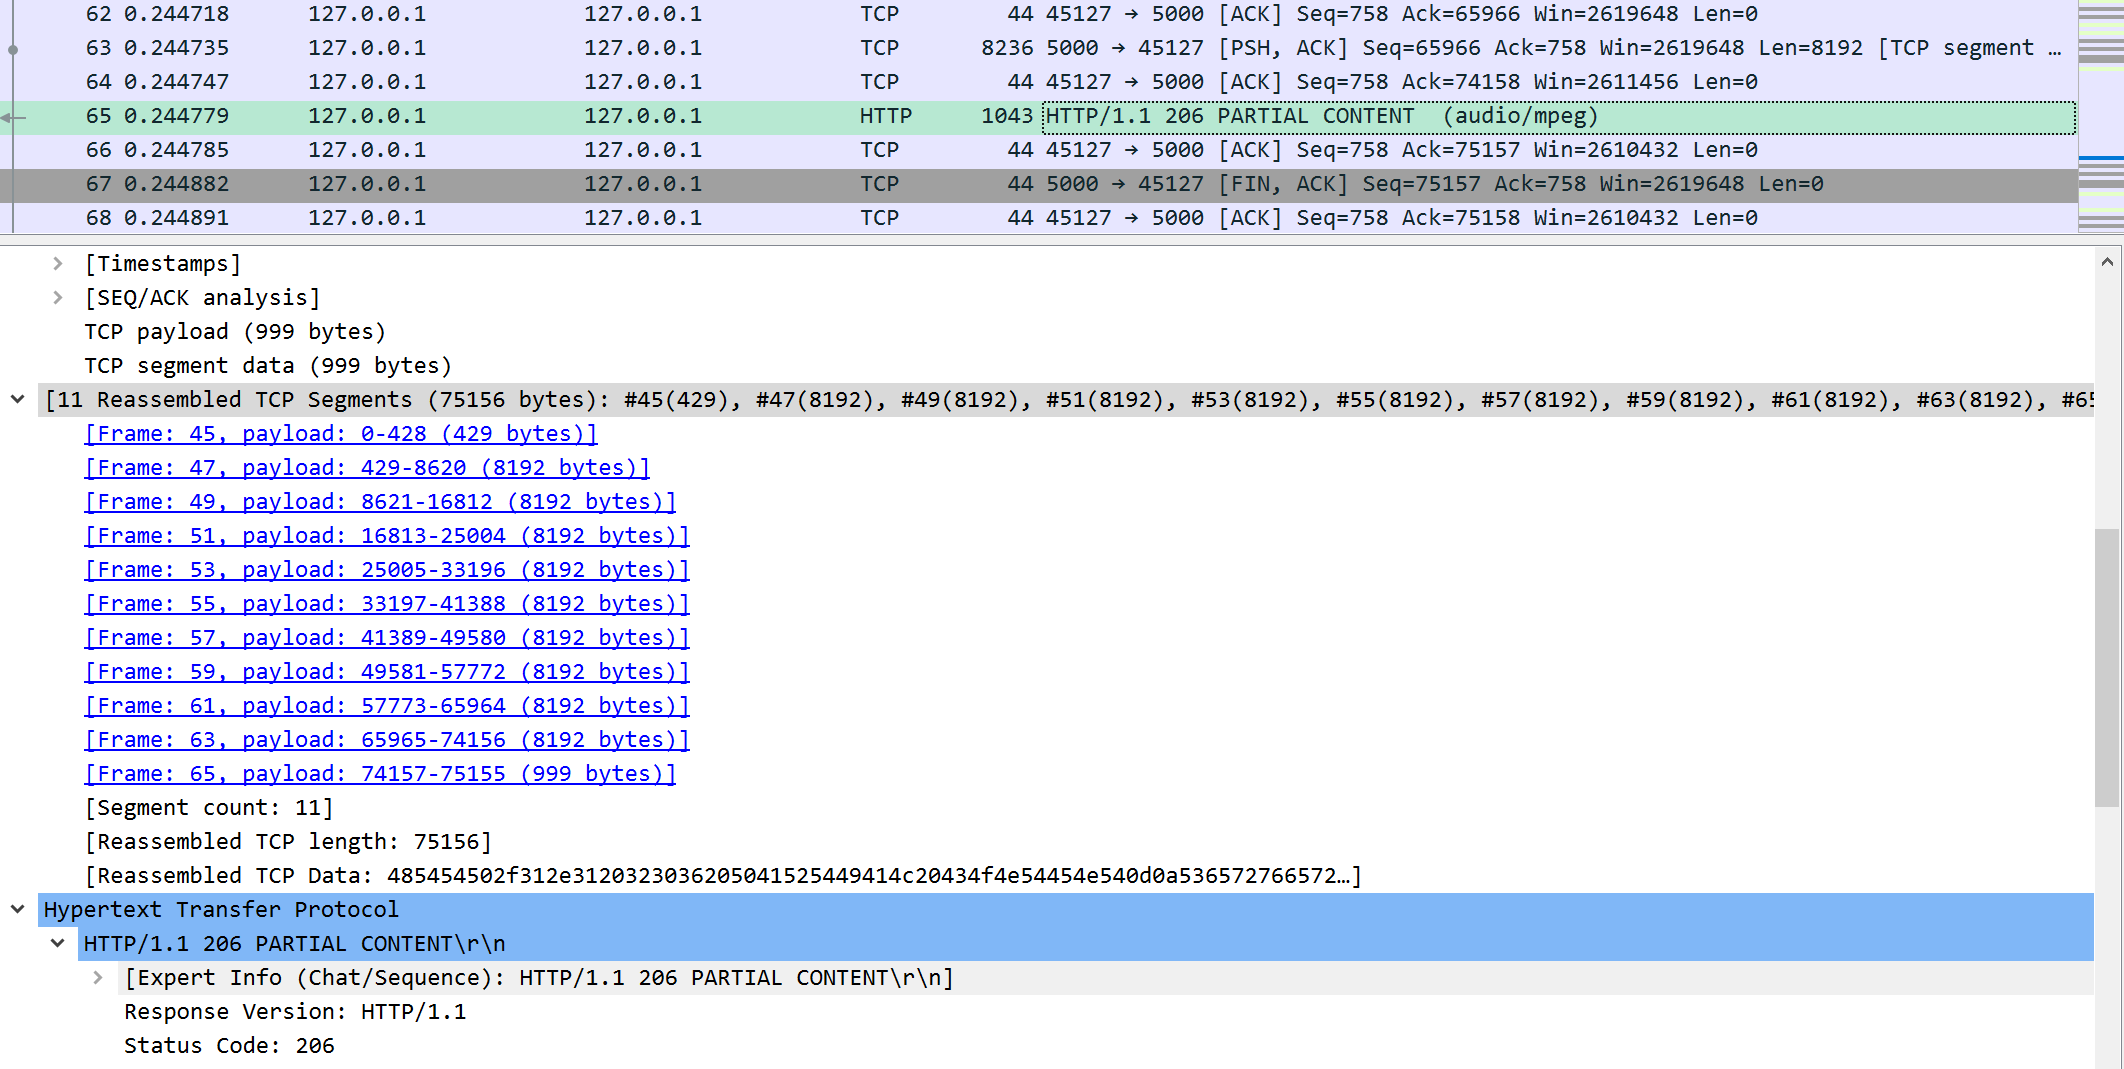 62 0.244718 127.0.0.1 127.0.0.1 TCP 44 45127 → 5000 [ACK] Seq=758 Ack=65966 Win=2619648 Len=0
63 0.244735 127.0.0.1 127.0.0.1 TCP 8236 5000 → 45127 [PSH, ACK] Seq=65966 Ack=758 Win=2619648 Len=8192 [TCP segment …
64 0.244747 127.0.0.1 127.0.0.1 TCP 44 45127 → 5000 [ACK] Seq=758 Ack=74158 Win=2611456 Len=0
65 0.244779 127.0.0.1 127.0.0.1 HTTP 1043 HTTP/1.1 206 PARTIAL CONTENT (audio/mpeg)
66 0.244785 127.0.0.1 127.0.0.1 TCP 44 45127 → 5000 [ACK] Seq=758 Ack=75157 Win=2610432 Len=0
67 0.244882 127.0.0.1 127.0.0.1 TCP 44 5000 → 45127 [FIN, ACK] Seq=75157 Ack=758 Win=2619648 Len=0
68 0.244891 127.0.0.1 127.0.0.1 TCP 44 45127 → 5000 [ACK] Seq=758 Ack=75158 Win=2610432 Len=0
[Timestamps]
[SEQ/ACK analysis]
TCP payload (999 bytes)
TCP segment data (999 bytes)
[11 Reassembled TCP Segments (75156 bytes): #45(429), #47(8192), #49(8192), #51(8192), #53(8192), #55(8192), #57(8192), #59(8192), #61(8192), #63(8192), #65
[Frame: 45, payload: 0-428 (429 bytes)]
[Frame: 47, payload: 429-8620 (8192 bytes)]
[Frame: 49, payload: 8621-16812 (8192 bytes)]
[Frame: 51, payload: 16813-25004 (8192 bytes)]
[Frame: 53, payload: 25005-33196 (8192 bytes)]
[Frame: 55, payload: 33197-41388 (8192 bytes)]
[Frame: 57, payload: 41389-49580 (8192 bytes)]
[Frame: 59, payload: 49581-57772 (8192 bytes)]
[Frame: 61, payload: 57773-65964 (8192 bytes)]
[Frame: 63, payload: 65965-74156 (8192 bytes)]
[Frame: 65, payload: 74157-75155 (999 bytes)]
[Segment count: 11]
[Reassembled TCP length: 75156]
[Reassembled TCP Data: 485454502f312e3120323036205041525449414c20434f4e54454e540d0a536572766572…]
Hypertext Transfer Protocol
HTTP/1.1 206 PARTIAL CONTENT\r\n
[Expert Info (Chat/Sequence): HTTP/1.1 206 PARTIAL CONTENT\r\n]
Response Version: HTTP/1.1
Status Code: 206